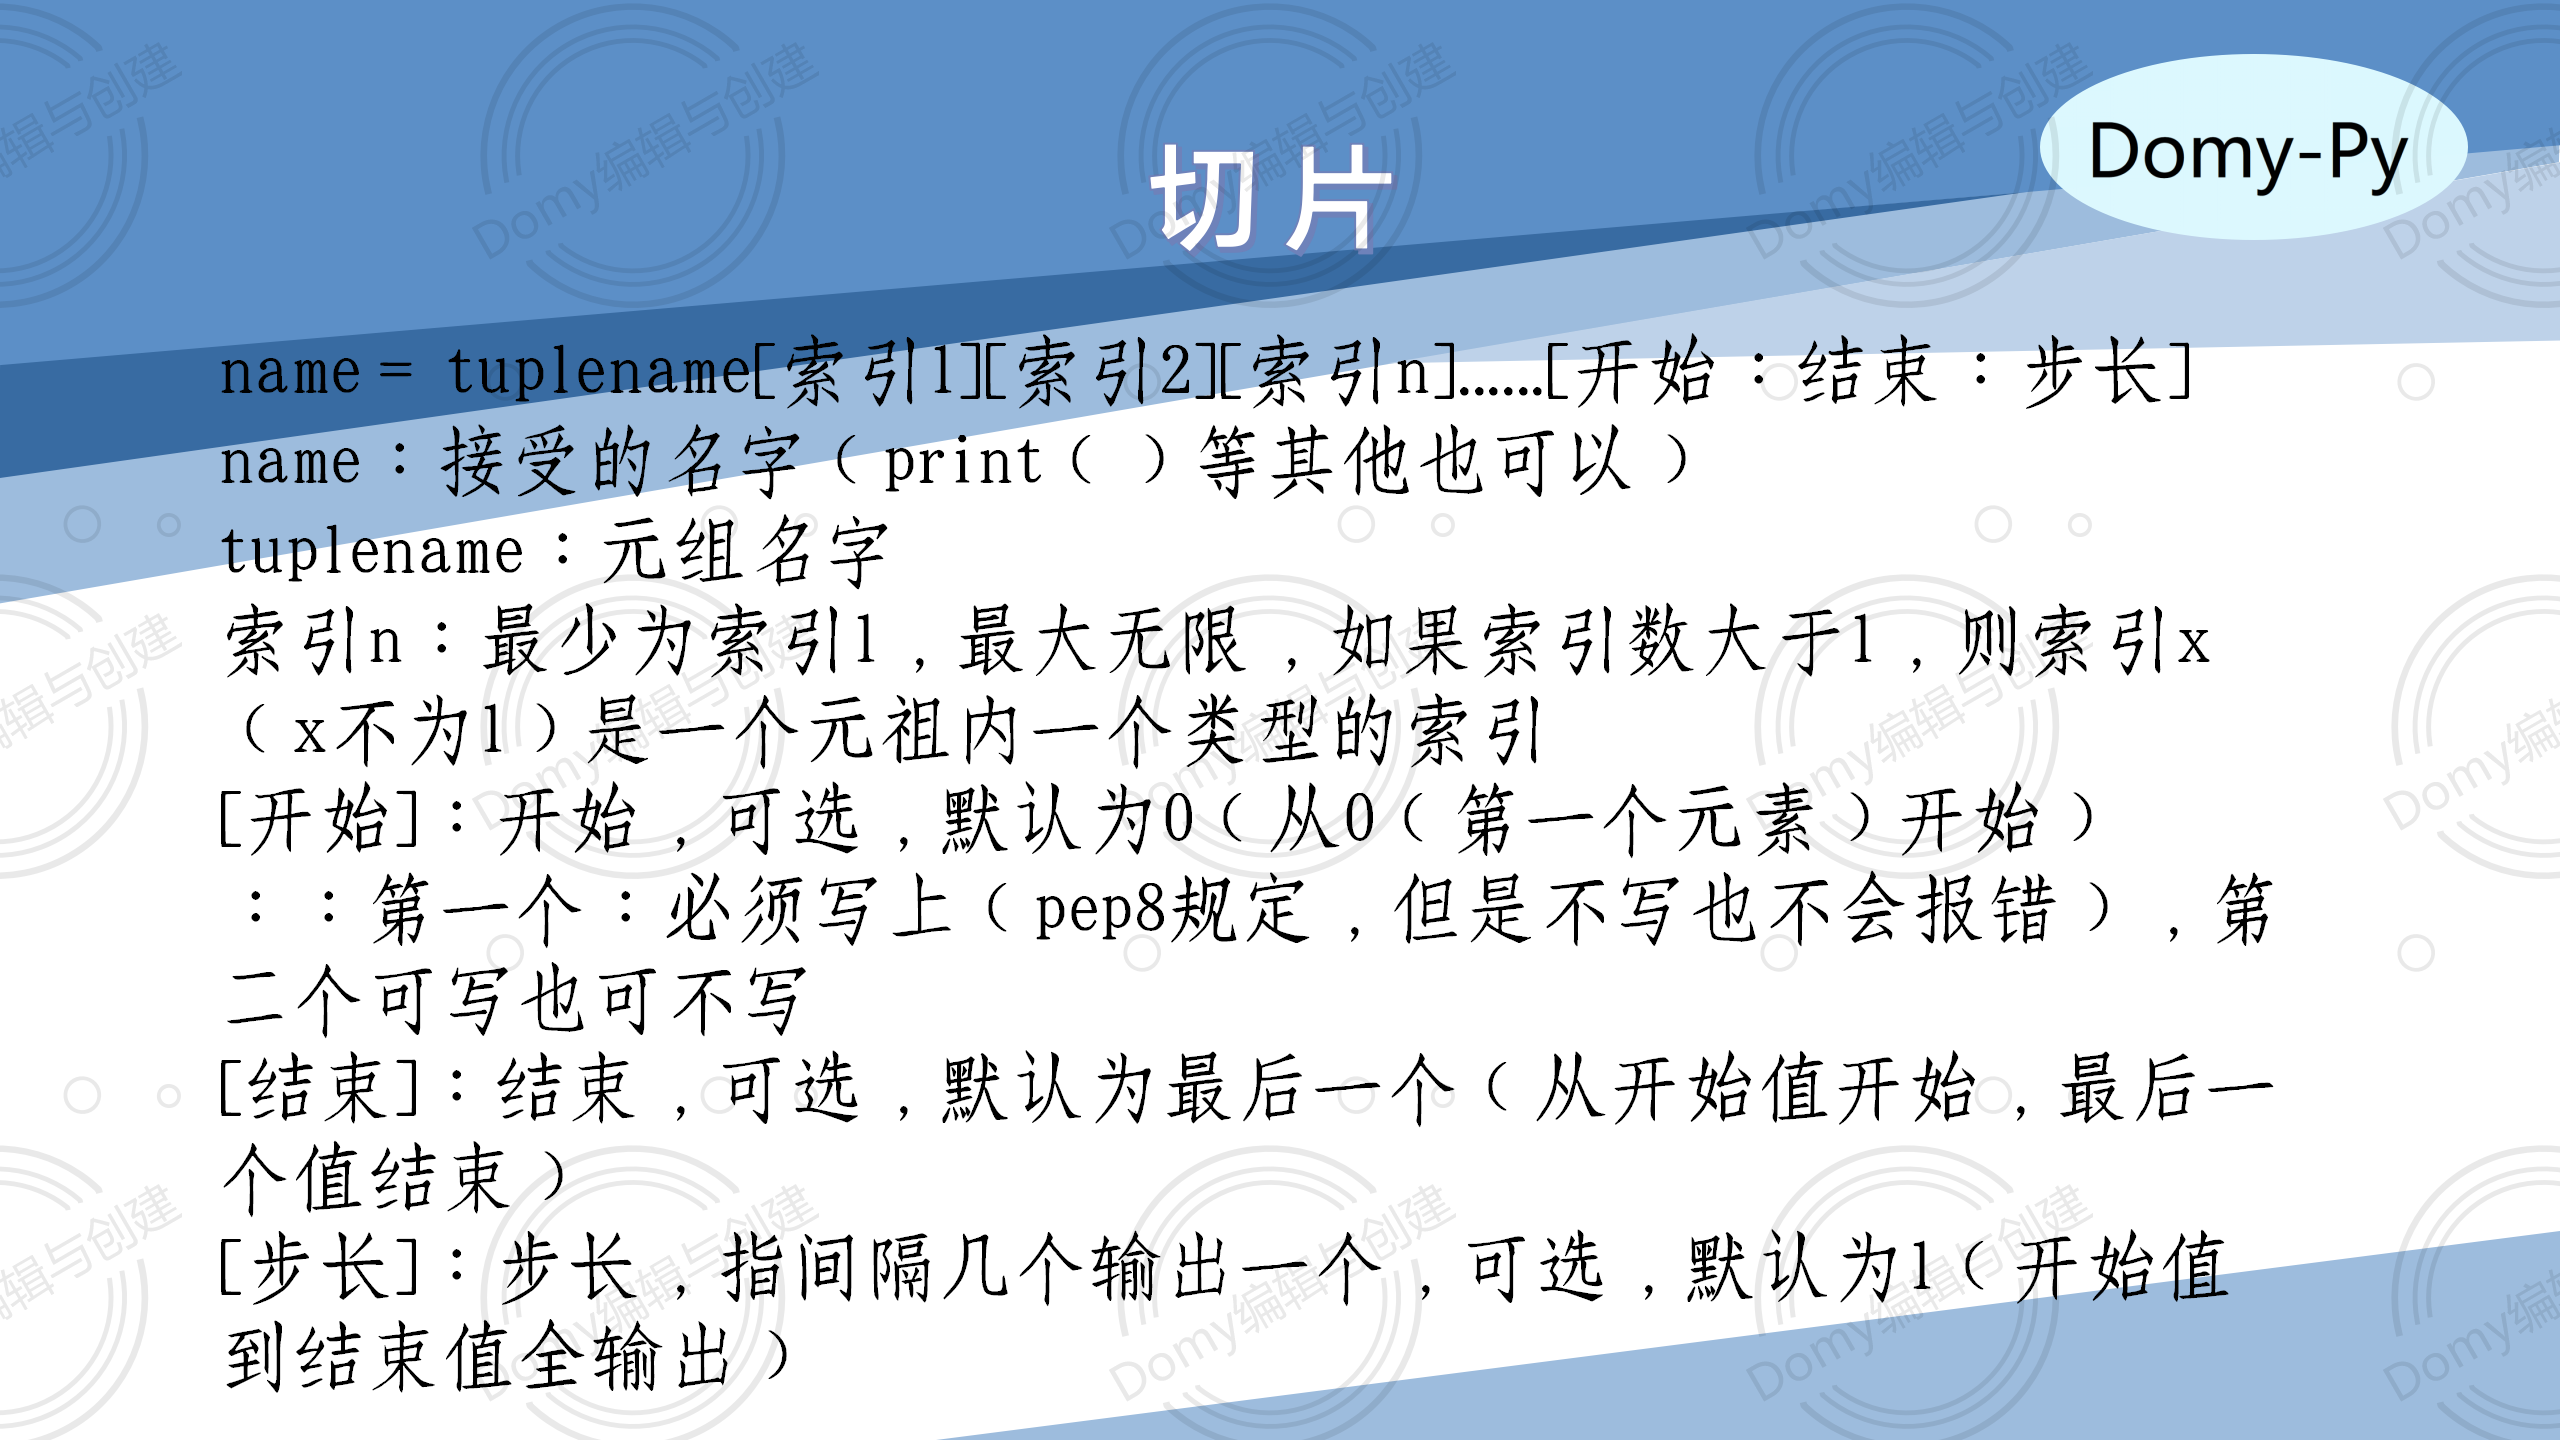 切片
Domy-Py
name = tuplename[索引1][索引2][索引n]……[开始：结束：步长]
name：接受的名字（print（ ）等其他也可以）
tuplename：元组名字
索引n：最少为索引1，最大无限，如果索引数大于1，则索引x
（x不为1）是一个元祖内一个类型的索引
[开始]：开始，可选，默认为0（从0（第一个元素）开始）
：：第一个：必须写上（pep8规定，但是不写也不会报错），第
二个可写也可不写
[结束]：结束，可选，默认为最后一个（从开始值开始，最后一
个值结束）
[步长]：步长，指间隔几个输出一个，可选，默认为1（开始值
到结束值全输出）
Domy编辑与创建